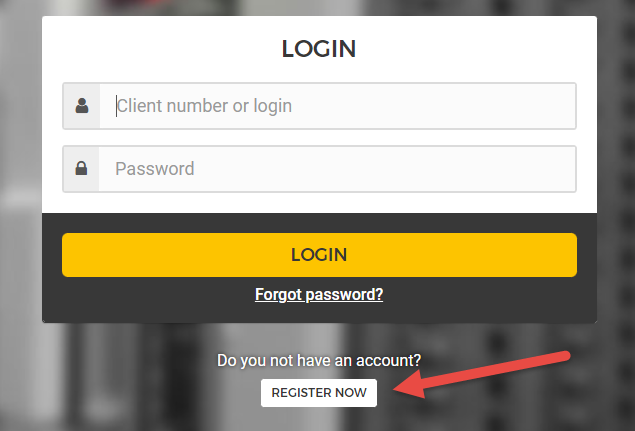 LOGIN
Client number or login
Password
LOGIN
Forgot password?
Do you not have an account?
REGISTER NOW